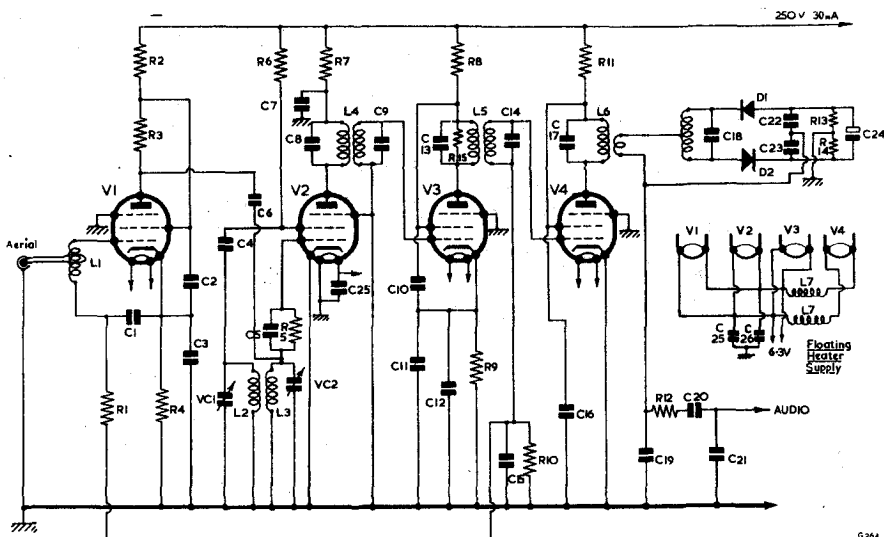 250V 30mA
R2
R6
R7
R8
R11
C7
L4
C9
L5
C14
L6
D1
C22
R13
C24
R3
C8
C13
R15
C17
C18
C23
R14
D2
V1
V2
V3
V4
C6
Aerial
L1
C4
C2
C25
C10
V1
V2
V3
V4
L7
L7
C1
C5
R5
C3
C25
C26
6·3V
Floating
Heater
Supply
VC1
L2
L3
VC2
C11
C12
R9
R1
R4
C16
R12
C20
AUDIO
C15
R10
C19
C21
G264